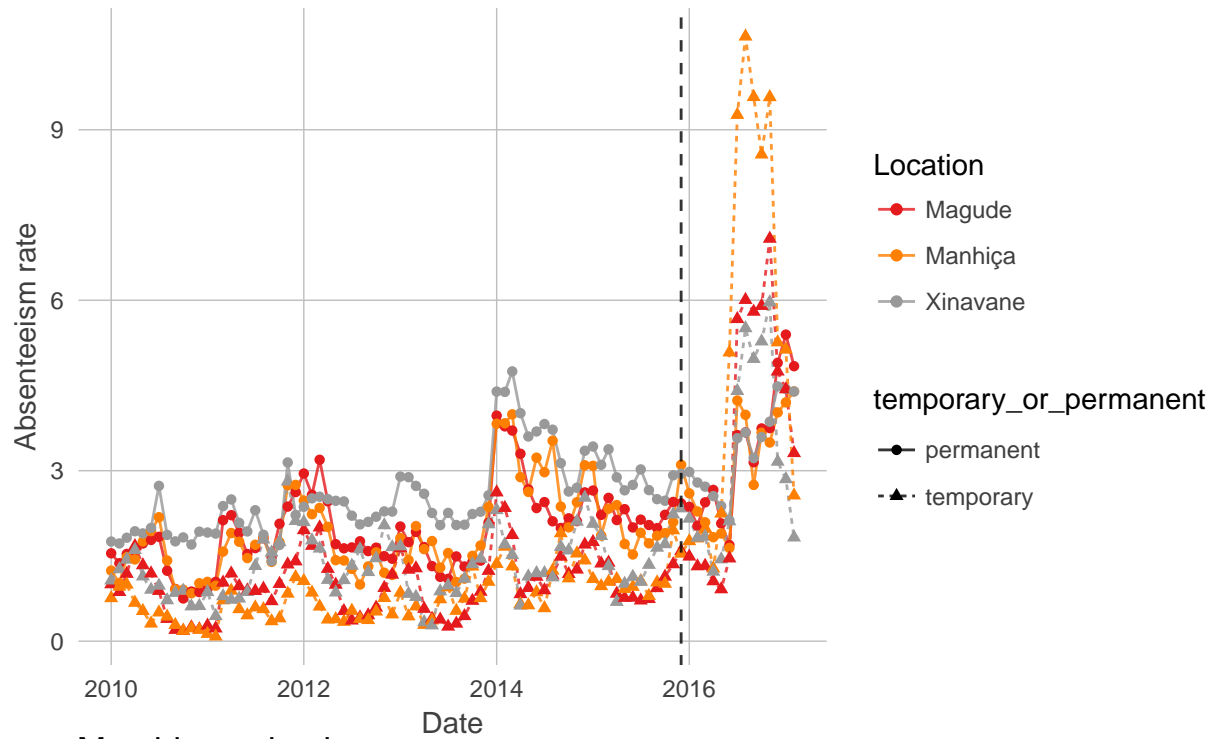 9
6
3
0
Absenteeism rate
2010
2012
2014
2016
Date
Location
Magude
Manhiça
Xinavane
temporary_or_permanent
permanent
temporary